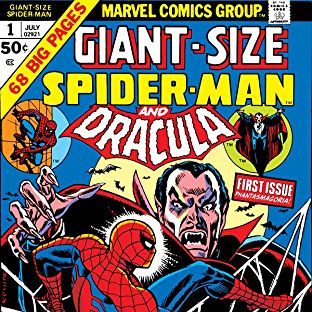 GIANT-SIZE
SPIDER-MAN
MARVEL COMICS GROUP
1
JULY
02921
50¢
68 BIG PAGES
GIANT-SIZE
SPIDER-MAN
AND
DRACULA
FIRST ISSUE
PHANTASMAGORIA!